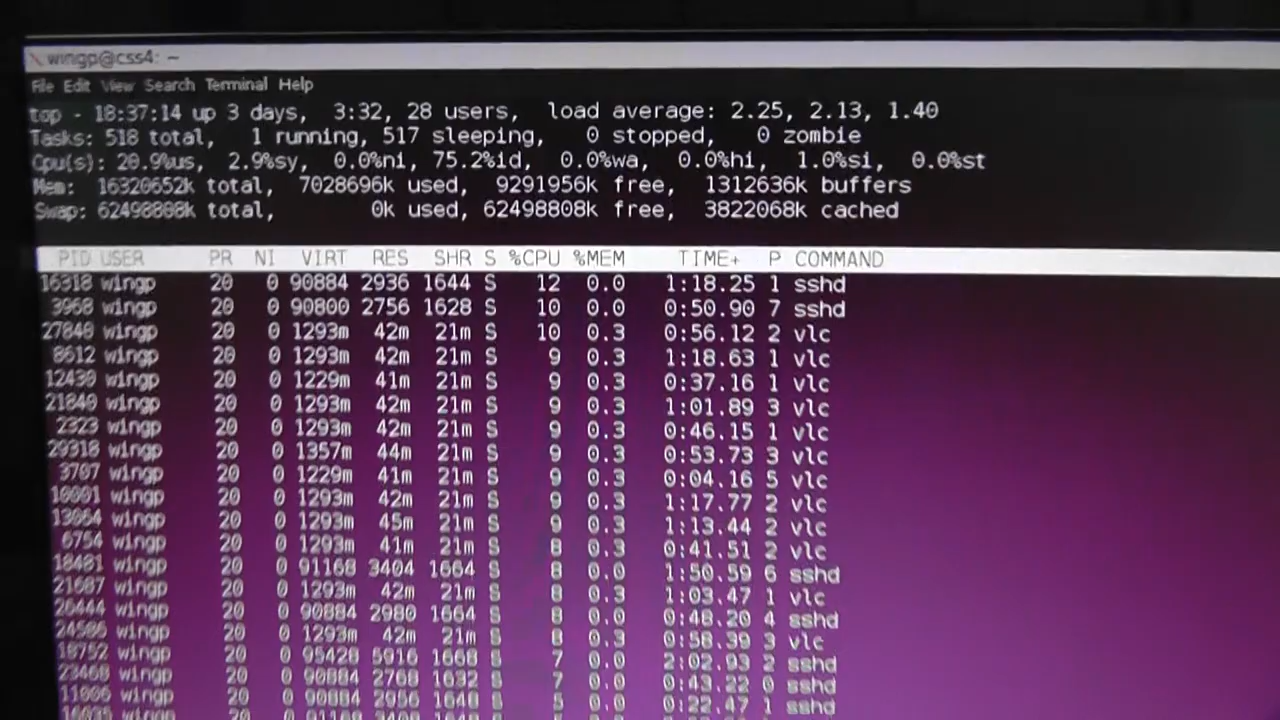 wingp@css4: ~
File Edit View Search Terminal Help
top - 18:37:14 up 3 days,  3:32, 28 users,  load average: 2.25, 2.13, 1.40
Tasks: 518 total,   1 running, 517 sleeping,   0 stopped,   0 zombie
Cpu(s): 20.9%us,  2.9%sy,  0.0%ni, 75.2%id,  0.0%wa,  0.0%hi,  1.0%si,  0.0%st
Mem:  16320652k total,  7028696k used,  9291956k free,  1312636k buffers
Swap: 62498808k total,        0k used, 62498808k free,  3822068k cached
PID USER PR NI VIRT RES SHR S %CPU %MEM TIME+ P COMMAND
16318 wingp 20 0 90884 2936 1644 S 12 0.0 1:18.25 1 sshd
3968 wingp 20 0 90800 2756 1628 S 10 0.0 0:50.90 7 sshd
27840 wingp 20 0 1293m 42m 21m S 10 0.3 0:56.12 2 vlc
8612 wingp 20 0 1293m 42m 21m S 9 0.3 1:18.63 1 vlc
12430 wingp 20 0 1229m 41m 21m S 9 0.3 0:37.16 1 vlc
21849 wingp 20 0 1293m 42m 21m S 9 0.3 1:01.89 3 vlc
2323 wingp 20 0 1293m 42m 21m S 9 0.3 0:46.15 1 vlc
29318 wingp 20 0 1357m 44m 21m S 9 0.3 0:53.73 3 vlc
3707 wingp 20 0 1229m 41m 21m S 9 0.3 0:04.16 5 vlc
10001 wingp 20 0 1293m 42m 21m S 9 0.3 1:17.77 2 vlc
13064 wingp 20 0 1293m 45m 21m S 9 0.3 1:13.44 2 vlc
6754 wingp 20 0 1293m 41m 21m S 8 0.3 0:41.51 2 vlc
18481 wingp 20 0 91168 3404 1664 S 8 0.0 1:50.59 6 sshd
21687 wingp 20 0 1293m 42m 21m S 8 0.3 1:03.47 1 vlc
26444 wingp 20 0 90884 2980 1664 S 8 0.0 0:48.20 4 sshd
24506 wingp 20 0 1293m 42m 21m S 8 0.3 0:58.39 3 vlc
18752 wingp 20 0 95428 5916 1668 S 7 0.0 2:02.93 2 sshd
23468 wingp 20 0 90884 2768 1632 S 7 0.0 0:43.22 0 sshd
11006 wingp 20 0 90884 2956 1648 S 5 0.0 0:22.47 1 sshd